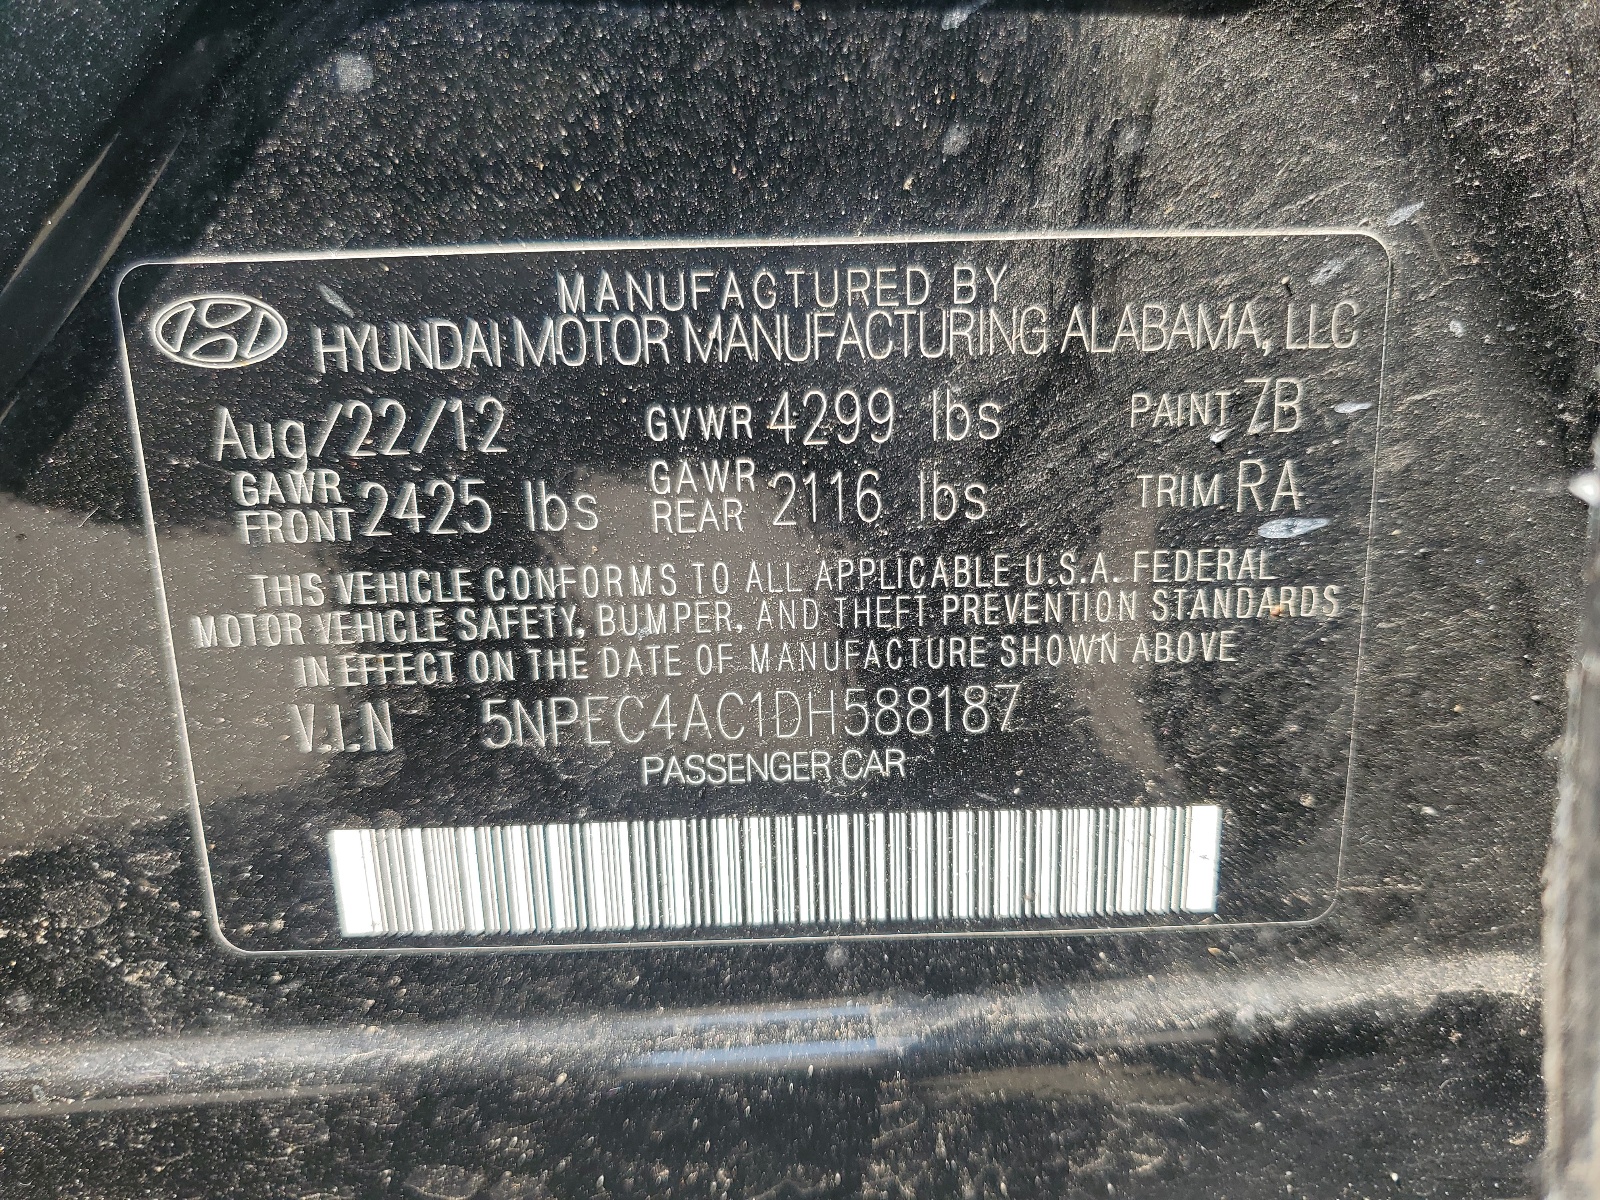 MANUFACTURED BY
HYUNDAI MOTOR MANUFACTURING ALABAMA, LLC
Aug/22/12 GVWR 4299 lbs PAINT 7B
GAWR FRONT 2425 lbs GAWR REAR 2116 lbs TRIM RA
THIS VEHICLE CONFORMS TO ALL APPLICABLE U.S.A. FEDERAL
MOTOR VEHICLE SAFETY, BUMPER, AND THEFT PREVENTION STANDARDS
IN EFFECT ON THE DATE OF MANUFACTURE SHOWN ABOVE
V.I.N 5NPEC4AC1DH588187
PASSENGER CAR